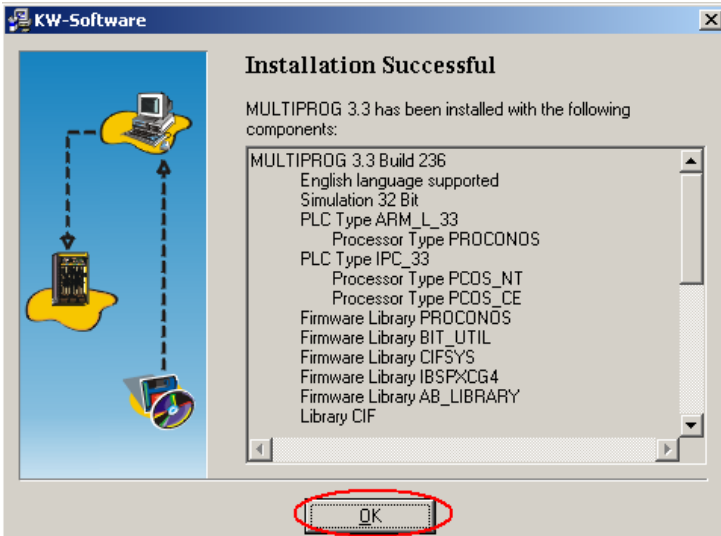 KW-Software
Installation Successful
MULTIPROG 3.3 has been installed with the following
components:
MULTIPROG 3.3 Build 236
English language supported
Simulation 32 Bit
PLC Type ARM_L_33
Processor Type PROCONOS
PLC Type IPC_33
Processor Type PCOS_NT
Processor Type PCOS_CE
Firmware Library PROCONOS
Firmware Library BIT_UTIL
Firmware Library CIFSYS
Firmware Library IBSPXCG4
Firmware Library AB_LIBRARY
Library CIF
OK